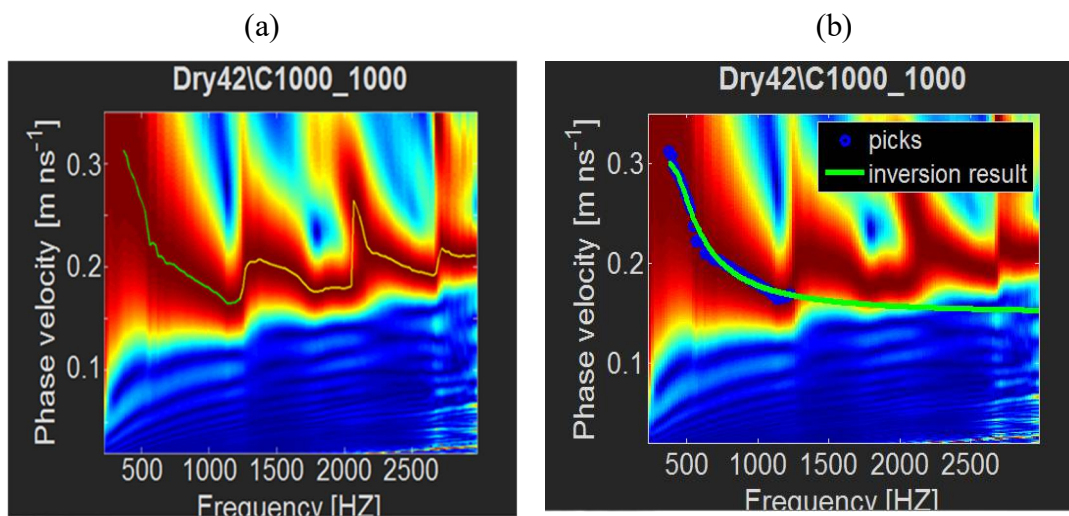 (a)
(b)
Dry42\C1000_1000
Phase velocity [m ns⁻¹]
0.3
0.2
0.1
500 1000 1500 2000 2500
Frequency [HZ]
Dry42\C1000_1000
picks
inversion result
Phase velocity [m ns⁻¹]
0.3
0.2
0.1
500 1000 1500 2000 2500
Frequency [HZ]